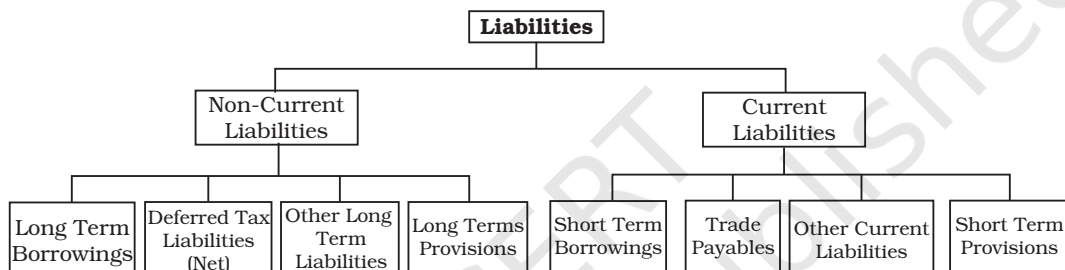 Liabilities
Non-Current
Liabilities
Current
Liabilities
Long Term
Borrowings
Deferred Tax
Liabilities
(Net)
Other Long
Term
Liabilities
Long Terms
Provisions
Short Term
Borrowings
Trade
Payables
Other Current
Liabilities
Short Term
Provisions